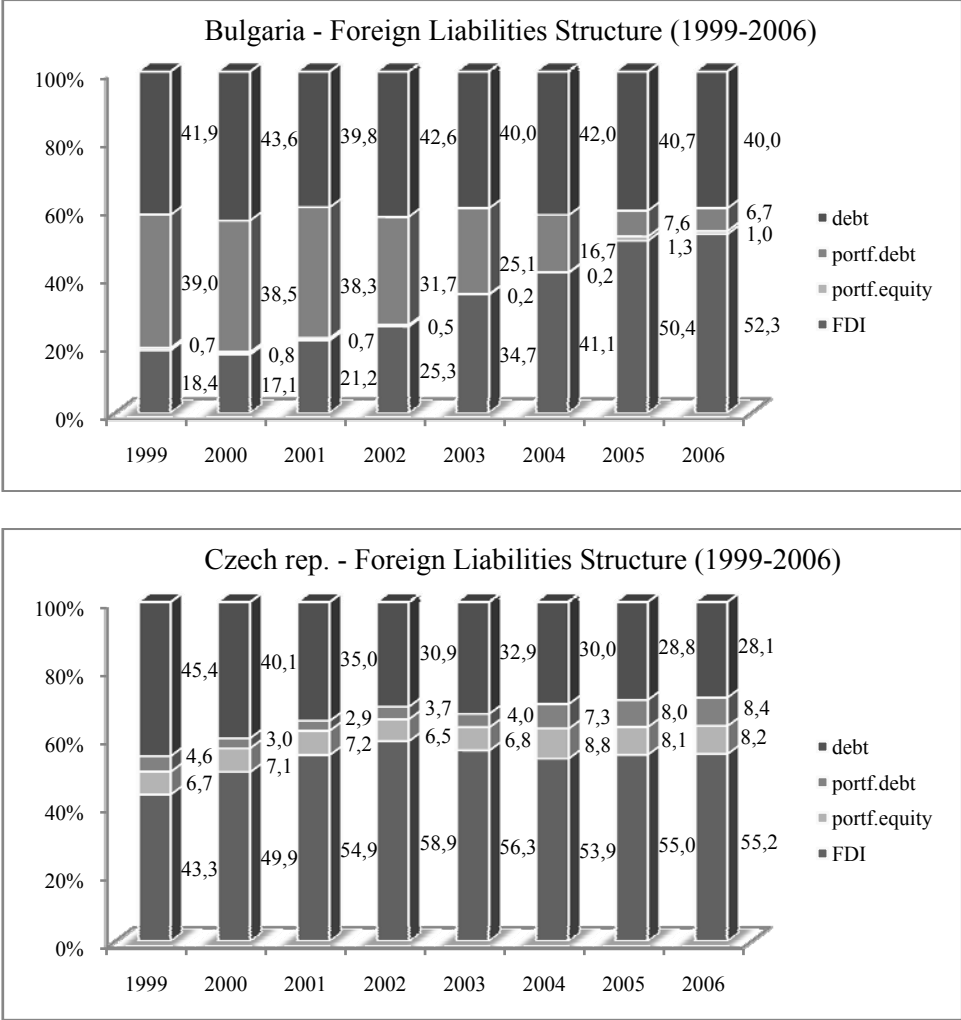 Bulgaria - Foreign Liabilities Structure (1999-2006)
100%
80%
60%
40%
20%
0%
41,9 43,6 39,8 42,6 40,0 42,0 40,7 40,0
39,0 38,5 38,3 31,7 25,1 16,7 7,6 6,7
0,7 0,8 0,7 0,5 0,2 0,2 1,3 1,0
18,4 17,1 21,2 25,3 34,7 41,1 50,4 52,3
1999 2000 2001 2002 2003 2004 2005 2006
debt
portf.debt
portf.equity
FDI
Czech rep. - Foreign Liabilities Structure (1999-2006)
100%
80%
60%
40%
20%
0%
45,4 40,1 35,0 30,9 32,9 30,0 28,8 28,1
4,6 3,0 2,9 3,7 4,0 7,3 8,0 8,4
6,7 7,1 7,2 6,5 6,8 8,8 8,1 8,2
43,3 49,9 54,9 58,9 56,3 53,9 55,0 55,2
1999 2000 2001 2002 2003 2004 2005 2006
debt
portf.debt
portf.equity
FDI